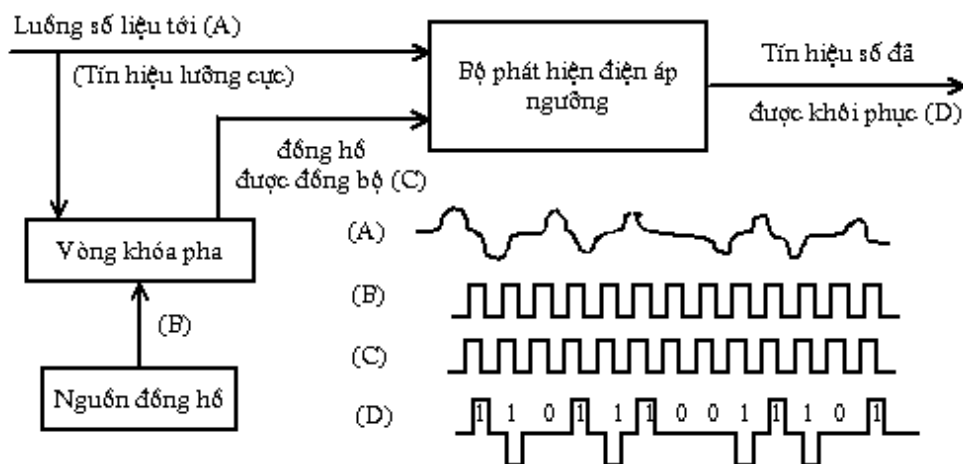 Luồng số liệu tới (A)
(Tín hiệu lưỡng cực)
Bộ phát hiện điện áp
ngưỡng
Tín hiệu số đã
được khôi phục (D)
đồng hồ
được đồng bộ (C)
Vòng khóa pha
(B)
Nguồn đồng hồ
(A)
(B)
(C)
(D) 1 1 0 1 1 1 0 0 1 1 1 0 1